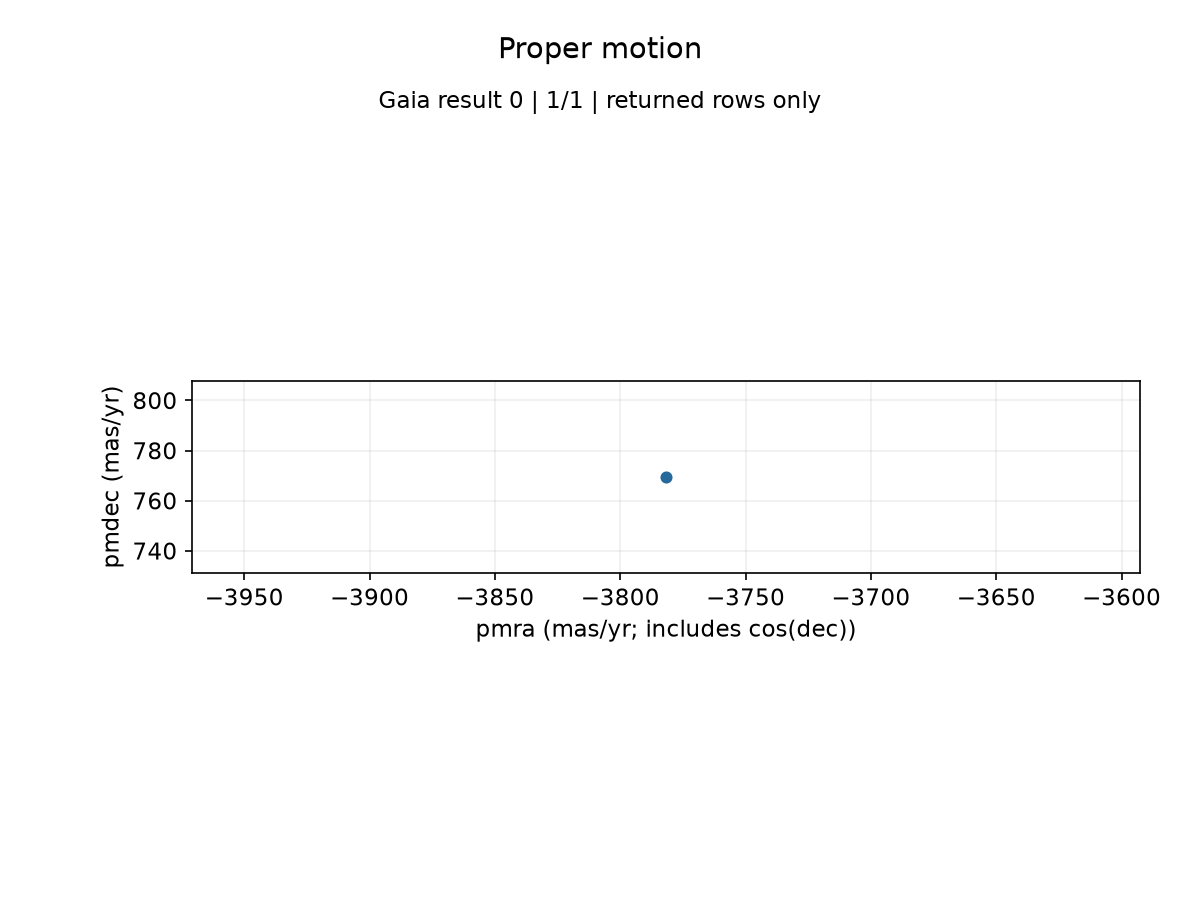 Proper motion
Gaia result 0 | 1/1 | returned rows only
pmdec (mas/yr)
800
780
760
740
−3950 −3900 −3850 −3800 −3750 −3700 −3650 −3600
pmra (mas/yr; includes cos(dec))